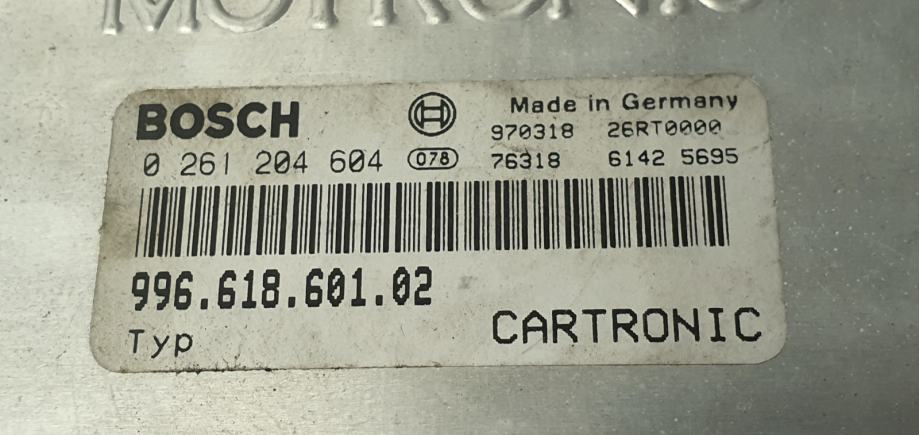 MOTRONIC
BOSCH
Made in Germany
970318 26RT0000
0 261 204 604 078 76318 6142 5695
996.618.601.02
Typ CARTRONIC